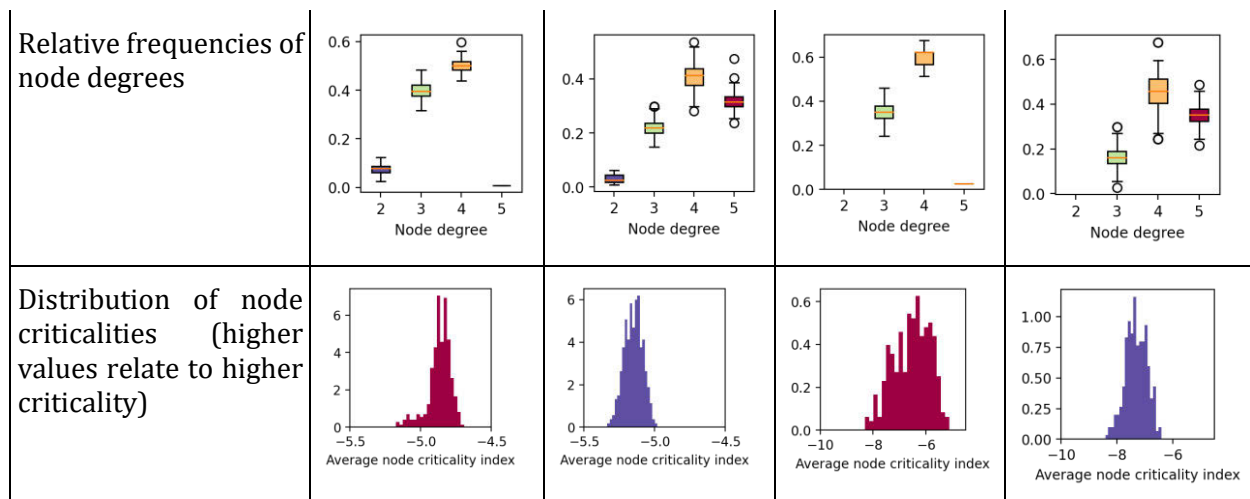 Relative frequencies of
node degrees
0.6
0.4
0.2
0.0
2 3 4 5
Node degree
0.4
0.2
0.0
2 3 4 5
Node degree
0.6
0.4
0.2
0.0
2 3 4 5
Node degree
0.6
0.4
0.2
0.0
2 3 4 5
Node degree
Distribution of node
criticalities (higher
values relate to higher
criticality)
6
4
2
0
−5.5 −5.0 −4.5
Average node criticality index
6
4
2
0
−5.5 −5.0 −4.5
Average node criticality index
0.6
0.4
0.2
0.0
−10 −8 −6
Average node criticality index
1.00
0.75
0.50
0.25
0.00
−10 −8 −6
Average node criticality index